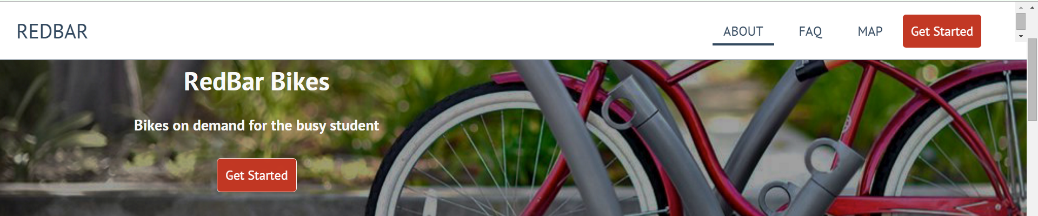 REDBAR
ABOUT FAQ MAP Get Started
RedBar Bikes
Bikes on demand for the busy student
Get Started